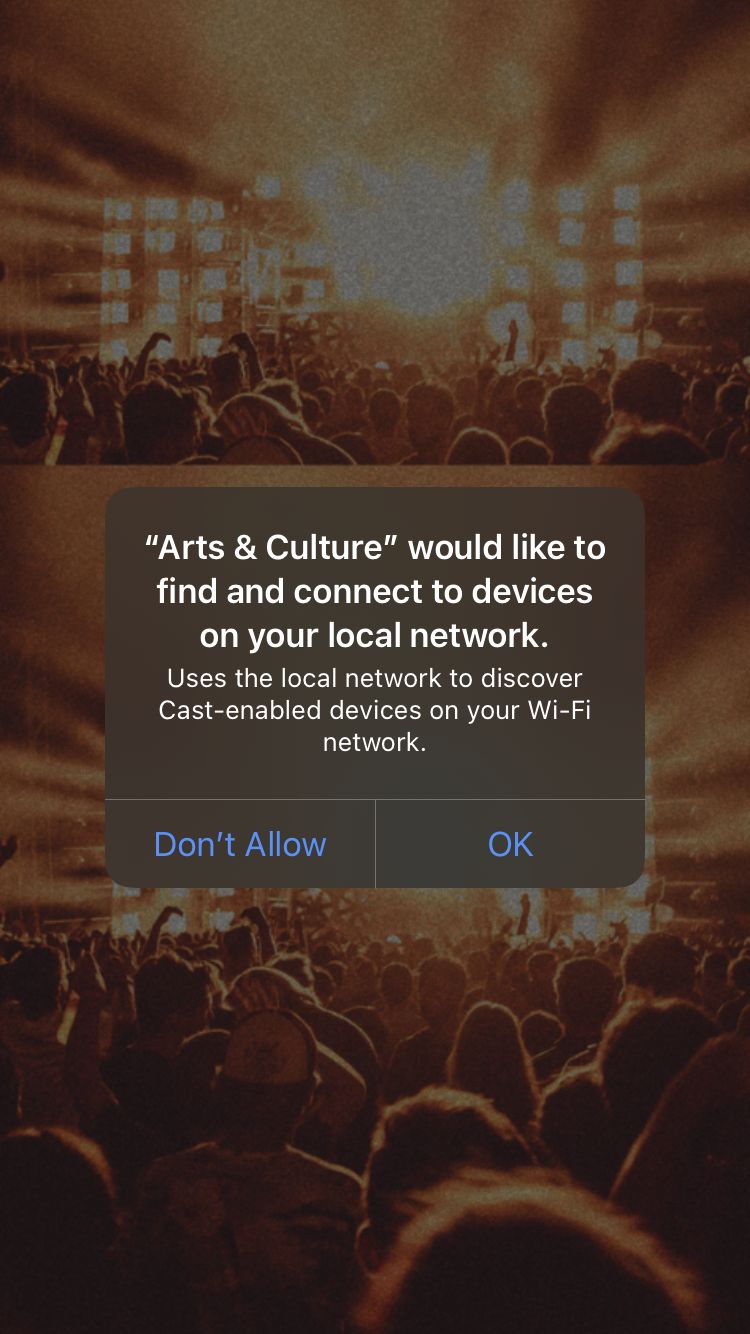 “Arts & Culture” would like to
find and connect to devices
on your local network.
Uses the local network to discover
Cast-enabled devices on your Wi-Fi
network.
Don’t Allow
OK